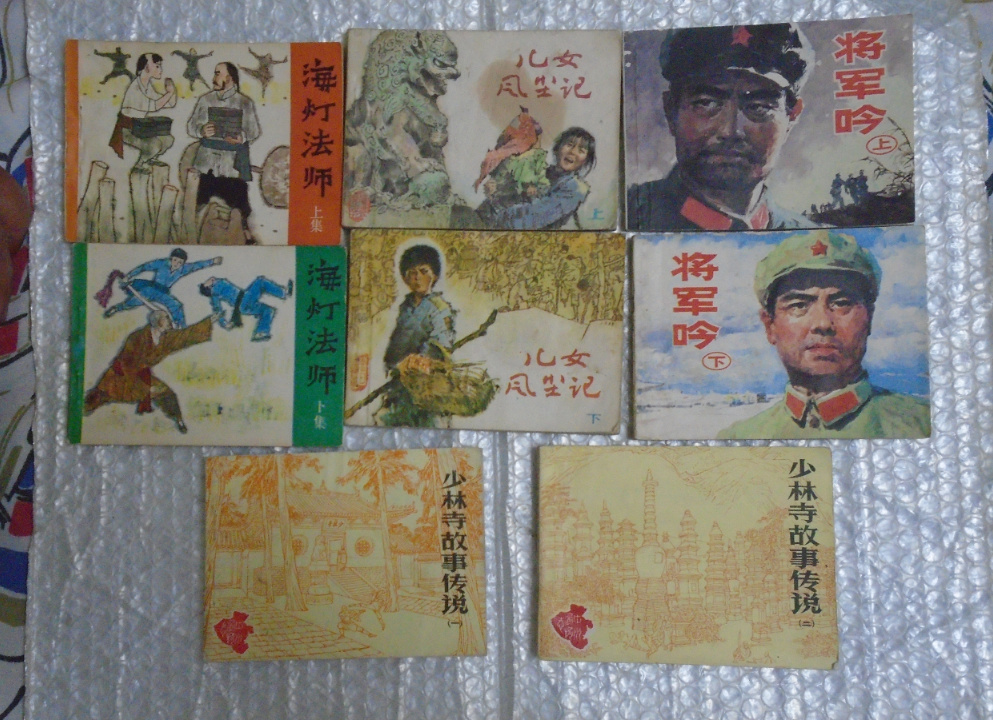 海灯法师
上集
儿女
风尘记
上
将军吟
上
海灯法师
下集
儿女
风尘记
下
将军吟
下
少林寺故事传说
(一)
少林寺故事传说
(二)